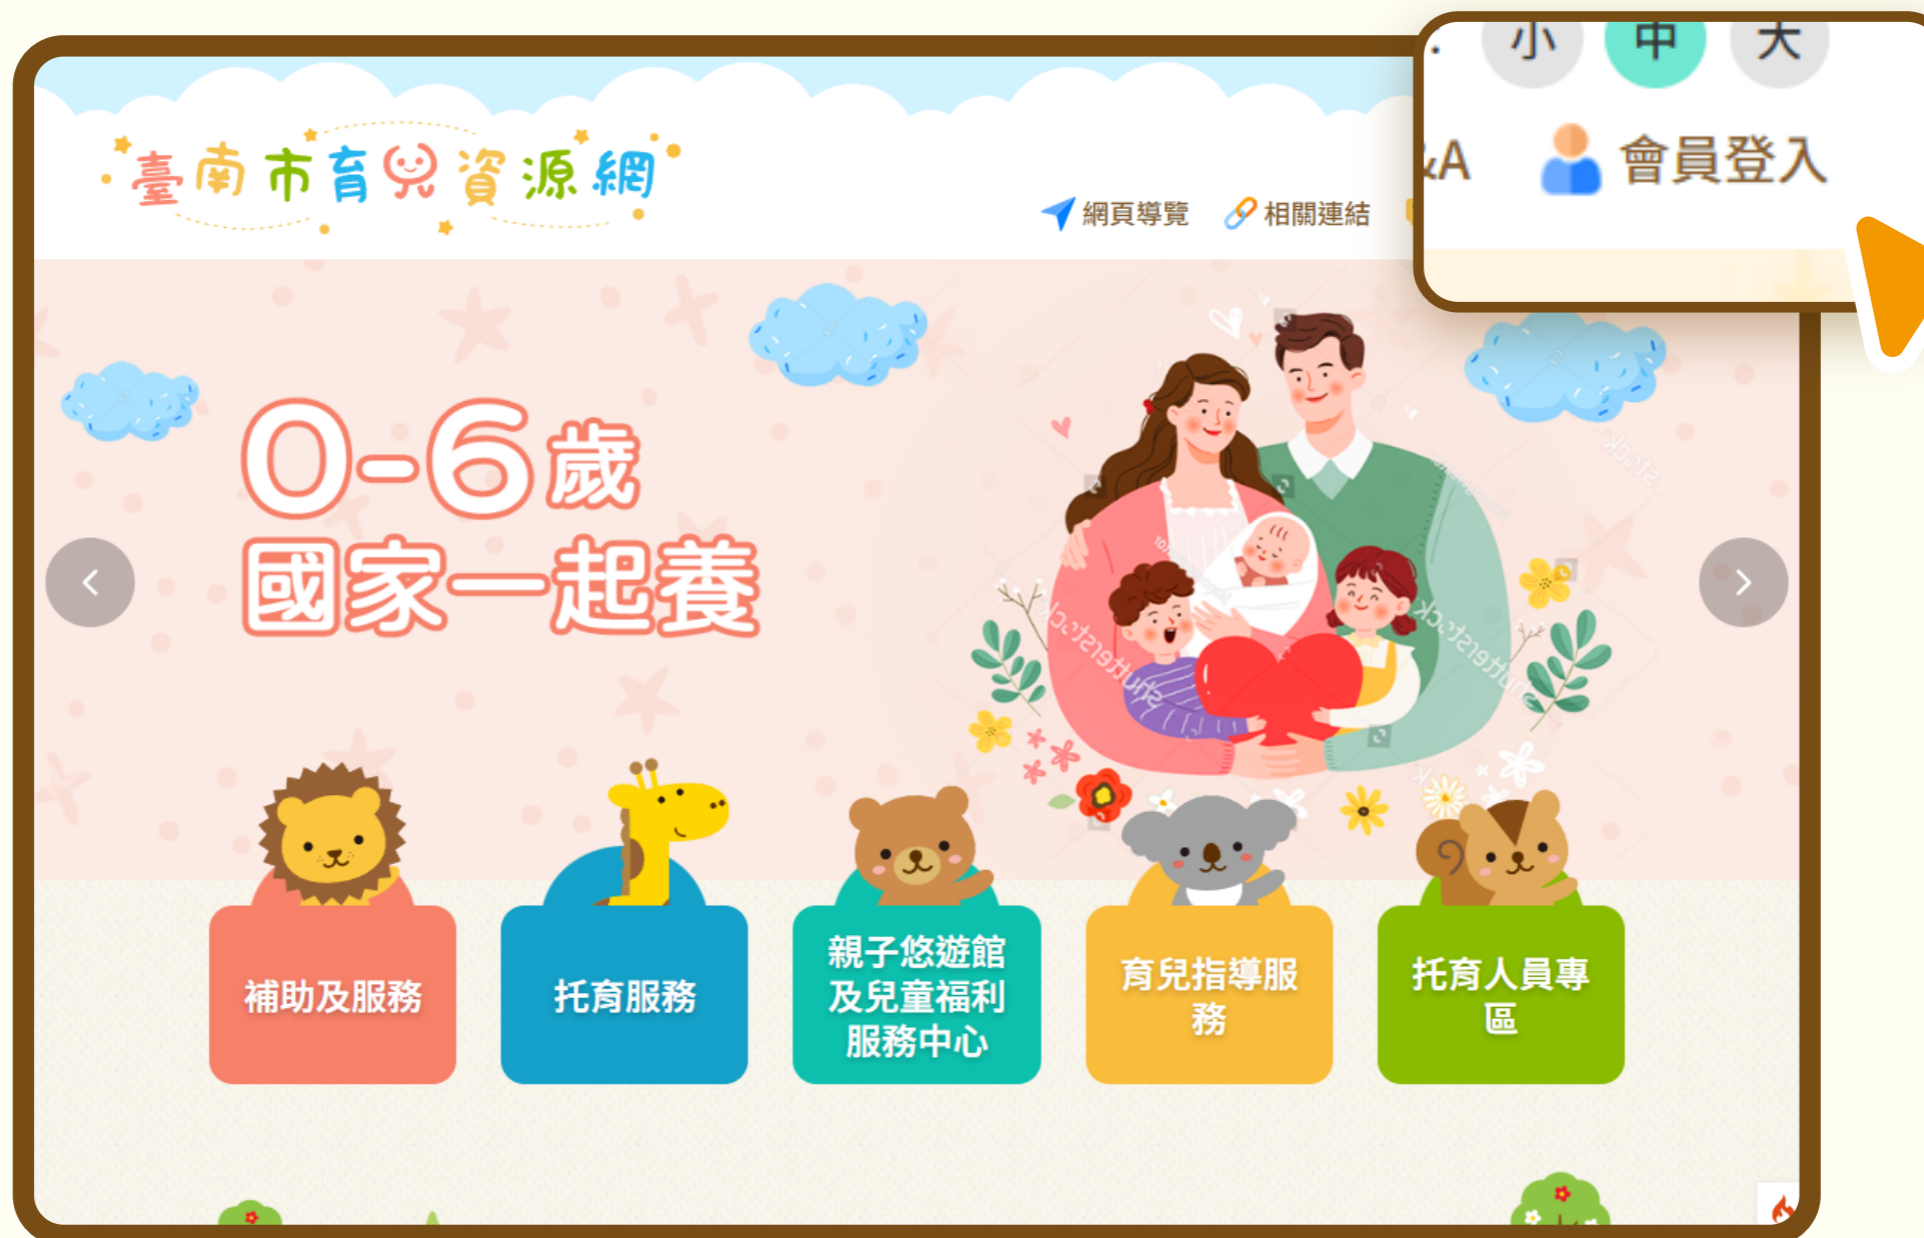 小 中 大
&A 會員登入
臺南市育兒資源網
網頁導覽 相關連結
0-6歲
國家一起養
補助及服務
托育服務
親子悠遊館
及兒童福利
服務中心
育兒指導服
務
托育人員專
區